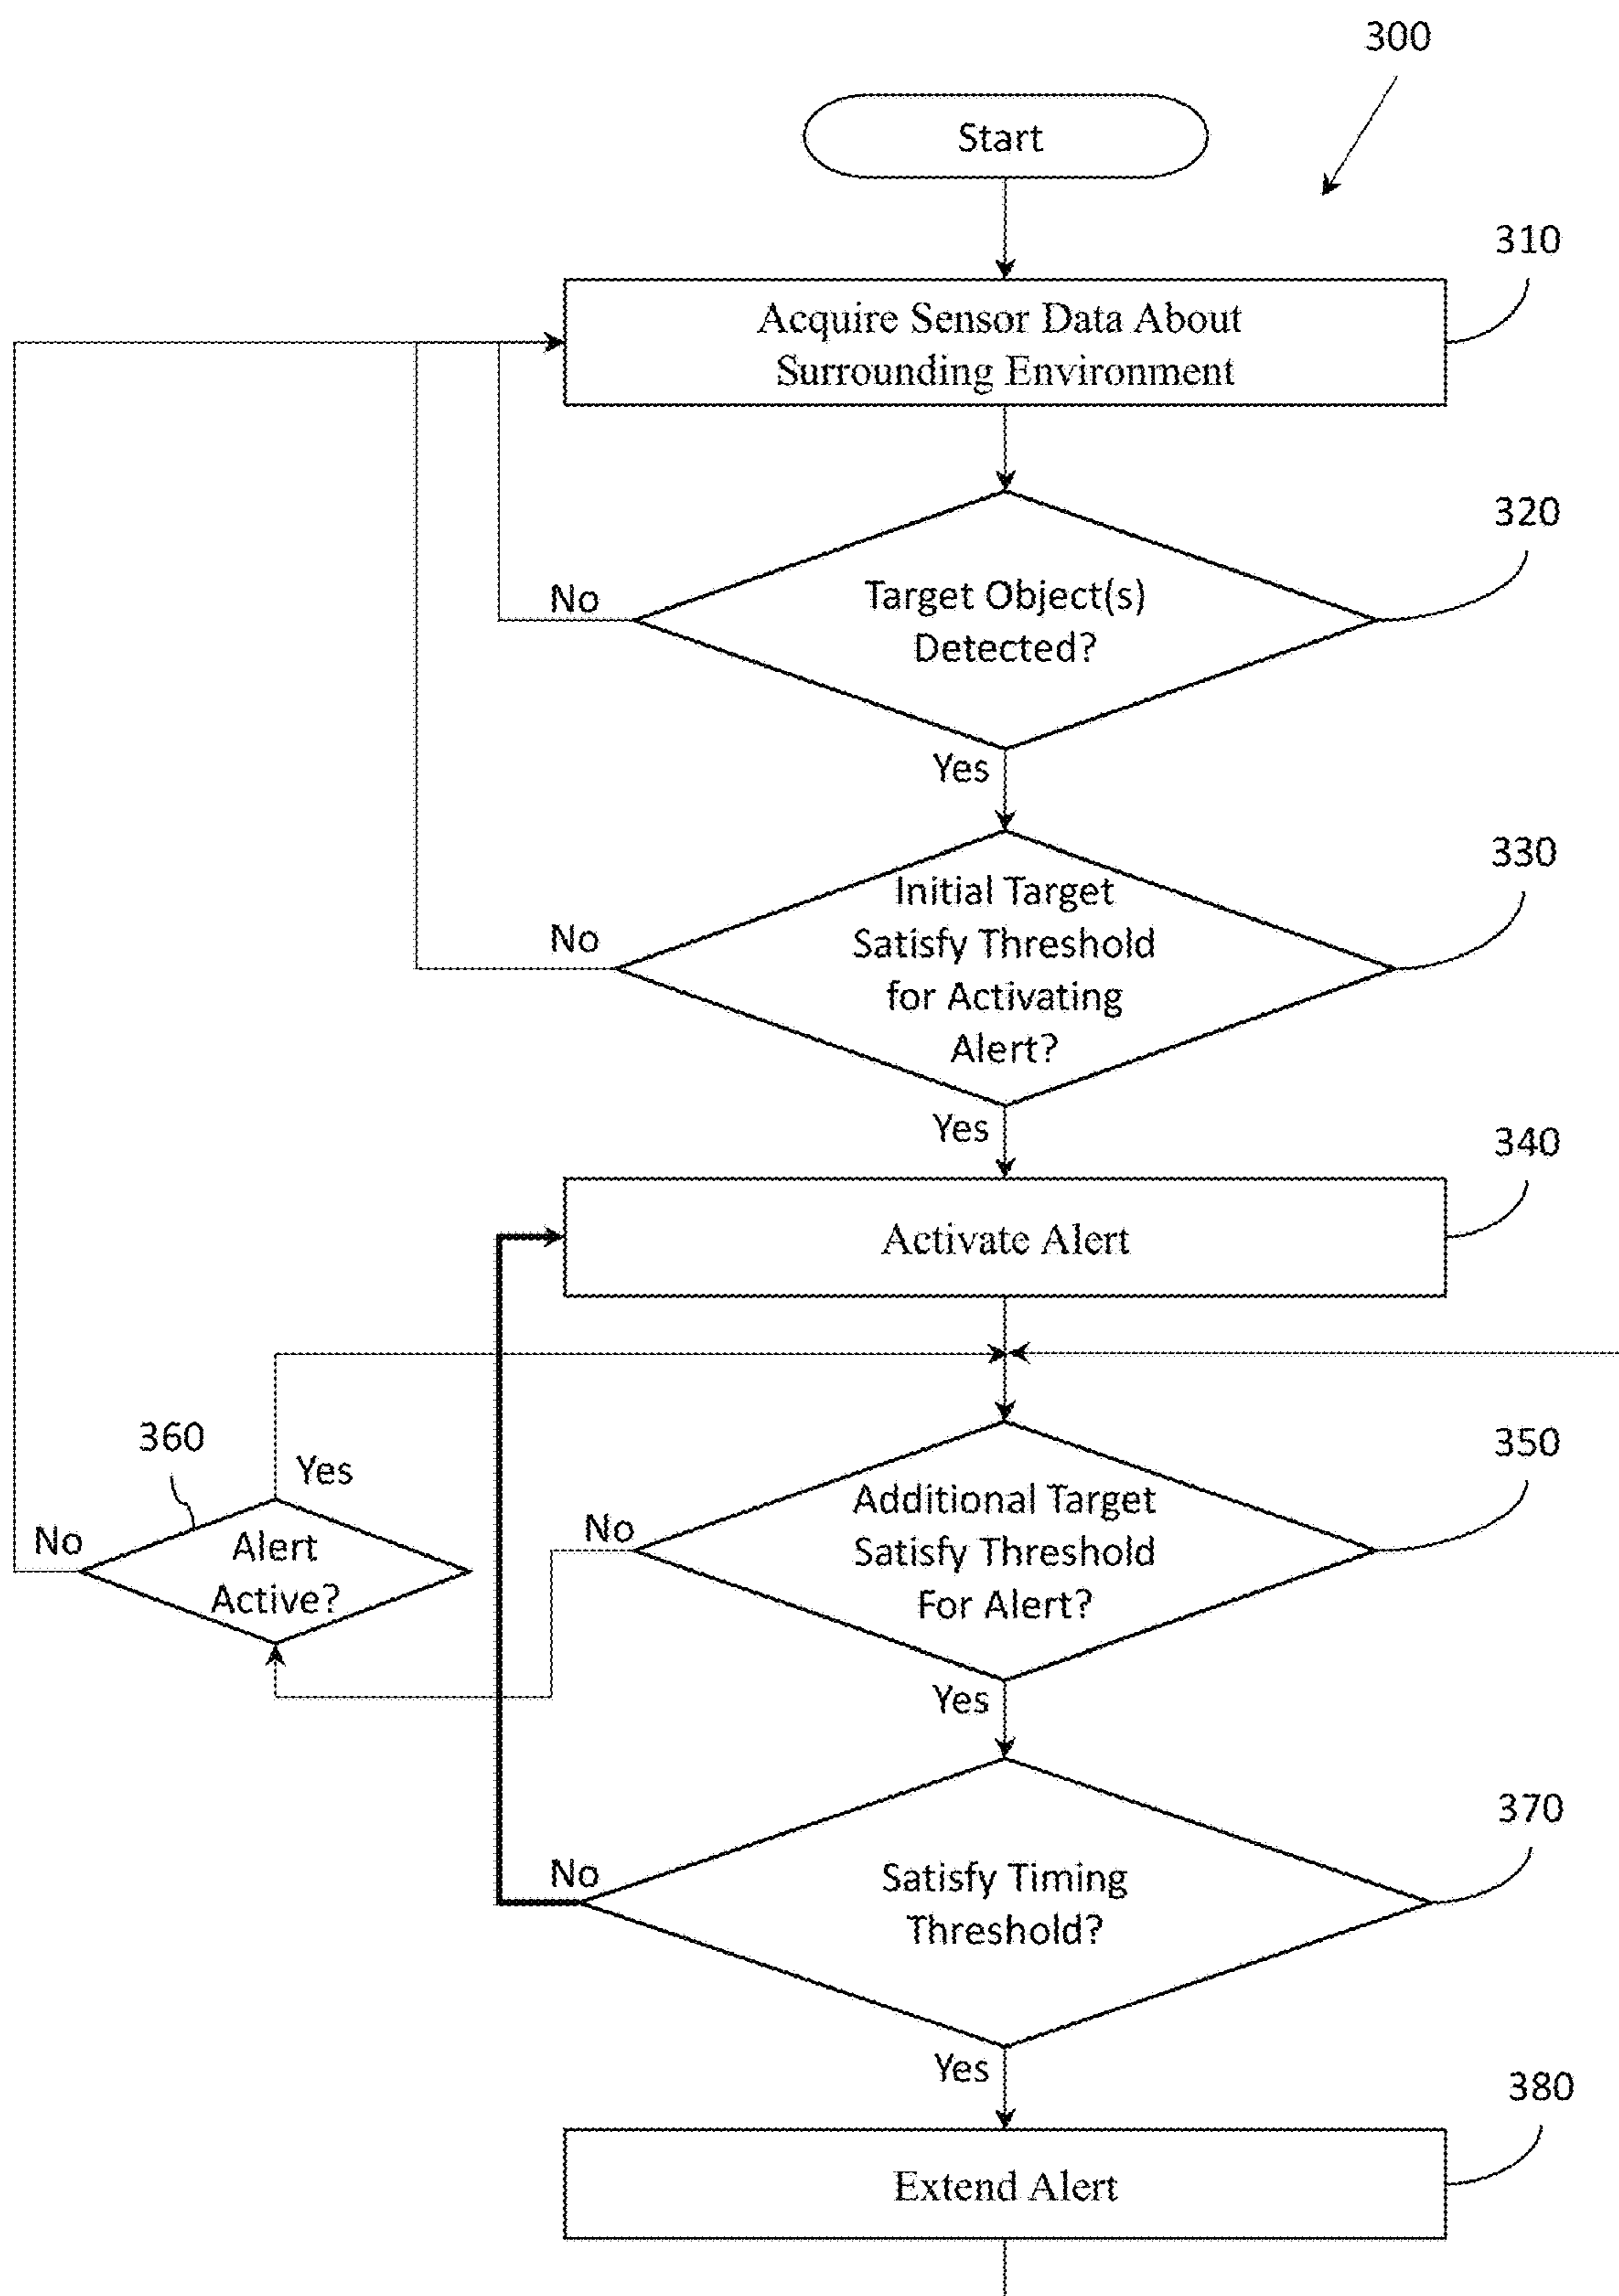 300
Start
310
Acquire Sensor Data About
Surrounding Environment
320
No
Target Object(s)
Detected?
Yes
330
No
Initial Target
Satisfy Threshold
for Activating
Alert?
Yes
340
Activate Alert
360
Yes
No
Alert
Active?
350
No
Additional Target
Satisfy Threshold
For Alert?
Yes
370
No
Satisfy Timing
Threshold?
Yes
380
Extend Alert